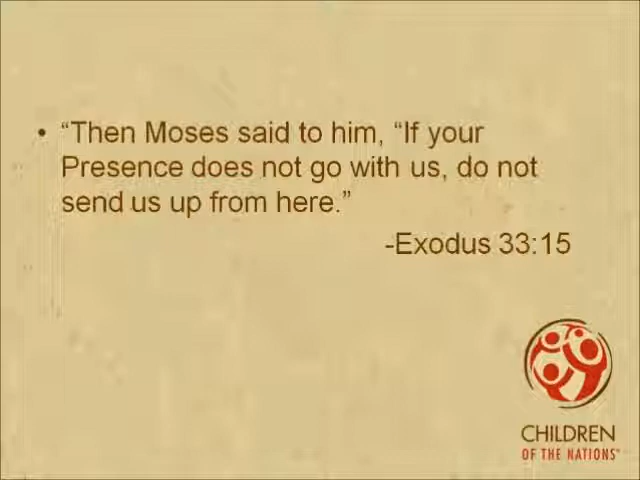 • “Then Moses said to him, “If your
Presence does not go with us, do not
send us up from here.”
-Exodus 33:15
CHILDREN
OF THE NATIONS™